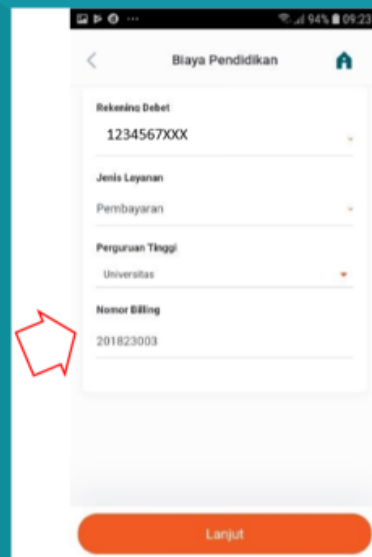 94% 09:23
Biaya Pendidikan
Rekening Debet
1234567XXX
Jenis Layanan
Pembayaran
Perguruan Tinggi
Universitas
Nomor Billing
201823003
Lanjut